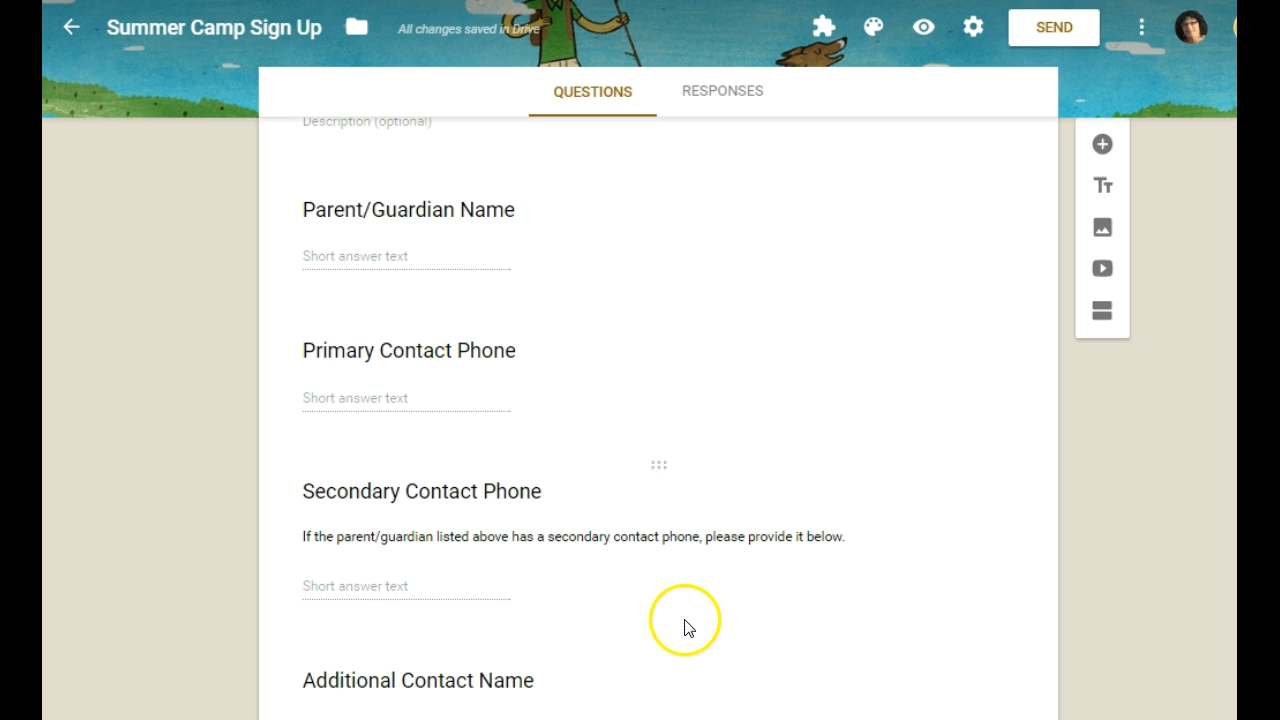 Summer Camp Sign Up
All changes saved in Drive
SEND
QUESTIONS
RESPONSES
Description (optional)
Parent/Guardian Name
Short answer text
Primary Contact Phone
Short answer text
Secondary Contact Phone
If the parent/guardian listed above has a secondary contact phone, please provide it below.
Short answer text
Additional Contact Name